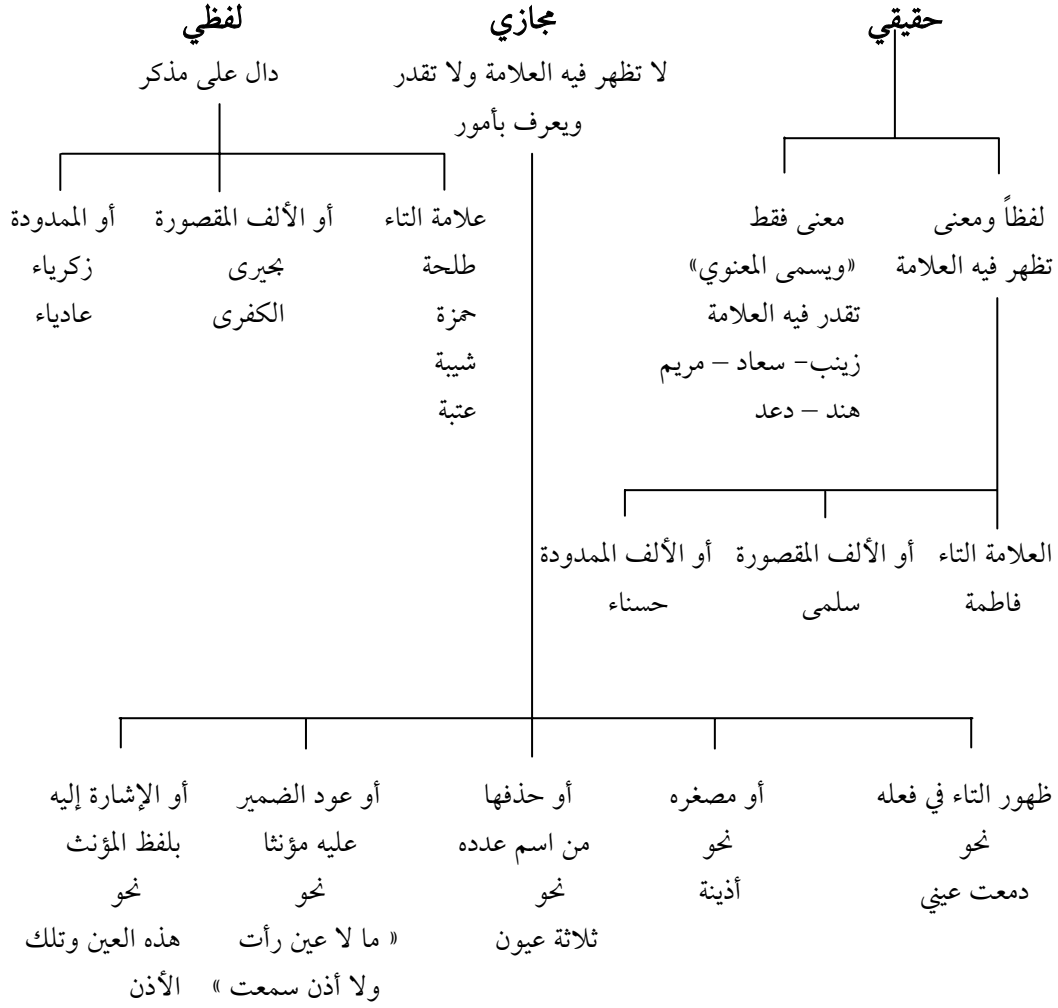 حقيقي
مجازي
لفظي
لا تظهر فيه العلامة ولا تقدر
ويعرف بأمور
دال على مذكر
لفظاً ومعنى
تظهر فيه العلامة
معنى فقط
«ويسمى المعنوي»
تقدر فيه العلامة
زينب- سعاد – مريم
هند – دعد
علامة التاء
طلحة
حمزة
شيبة
عتبة
أو الألف المقصورة
بحيرى
الكفرى
أو الممدودة
زكرياء
عادياء
العلامة التاء
فاطمة
أو الألف المقصورة
سلمى
أو الألف الممدودة
حسناء
ظهور التاء في فعله
نحو
دمعت عيني
أو مصغره
نحو
أذينة
أو حذفها
من اسم عدده
نحو
ثلاثة عيون
أو عود الضمير
عليه مؤنثا
نحو
« ما لا عين رأت
ولا أذن سمعت »
أو الإشارة إليه
بلفظ المؤنث
نحو
هذه العين وتلك
الأذن